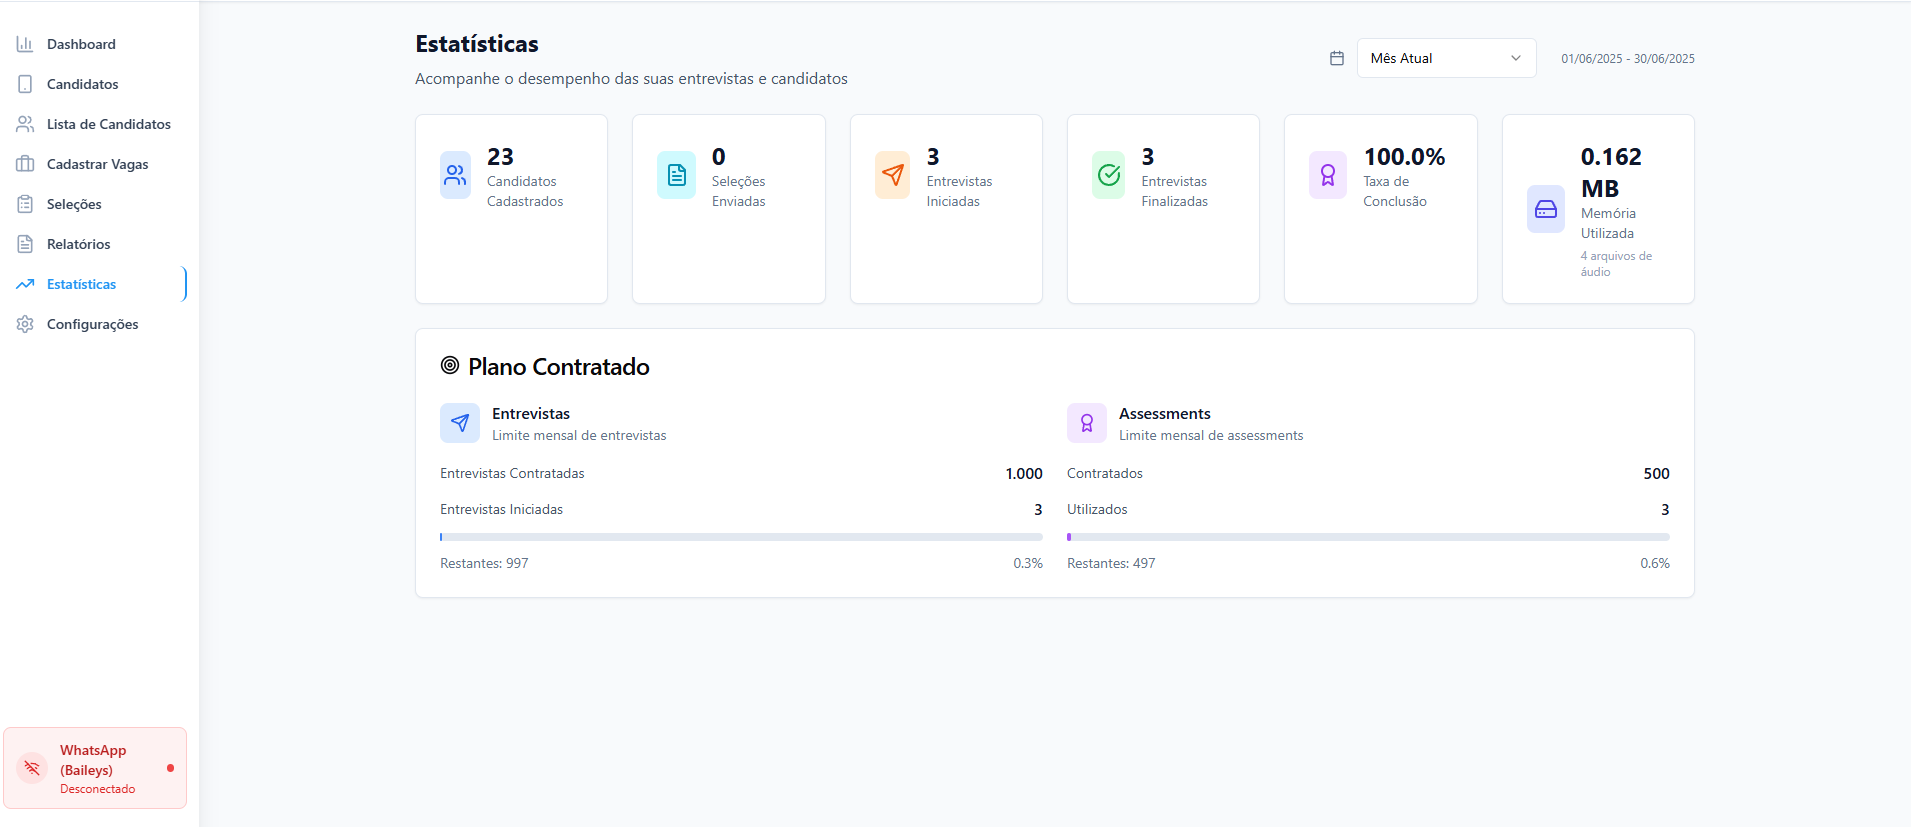 Dashboard
Candidatos
Lista de Candidatos
Cadastrar Vagas
Seleções
Relatórios
Estatísticas
Configurações
WhatsApp
(Baileys)
Desconectado
Estatísticas
Acompanhe o desempenho das suas entrevistas e candidatos
Mês Atual
01/06/2025 - 30/06/2025
23
Candidatos
Cadastrados
0
Seleções
Enviadas
3
Entrevistas
Iniciadas
3
Entrevistas
Finalizadas
100.0%
Taxa de
Conclusão
0.162
MB
Memória
Utilizada
4 arquivos de
áudio
Plano Contratado
Entrevistas
Limite mensal de entrevistas
Entrevistas Contratadas 1.000
Entrevistas Iniciadas 3
Restantes: 997 0.3%
Assessments
Limite mensal de assessments
Contratados 500
Utilizados 3
Restantes: 497 0.6%